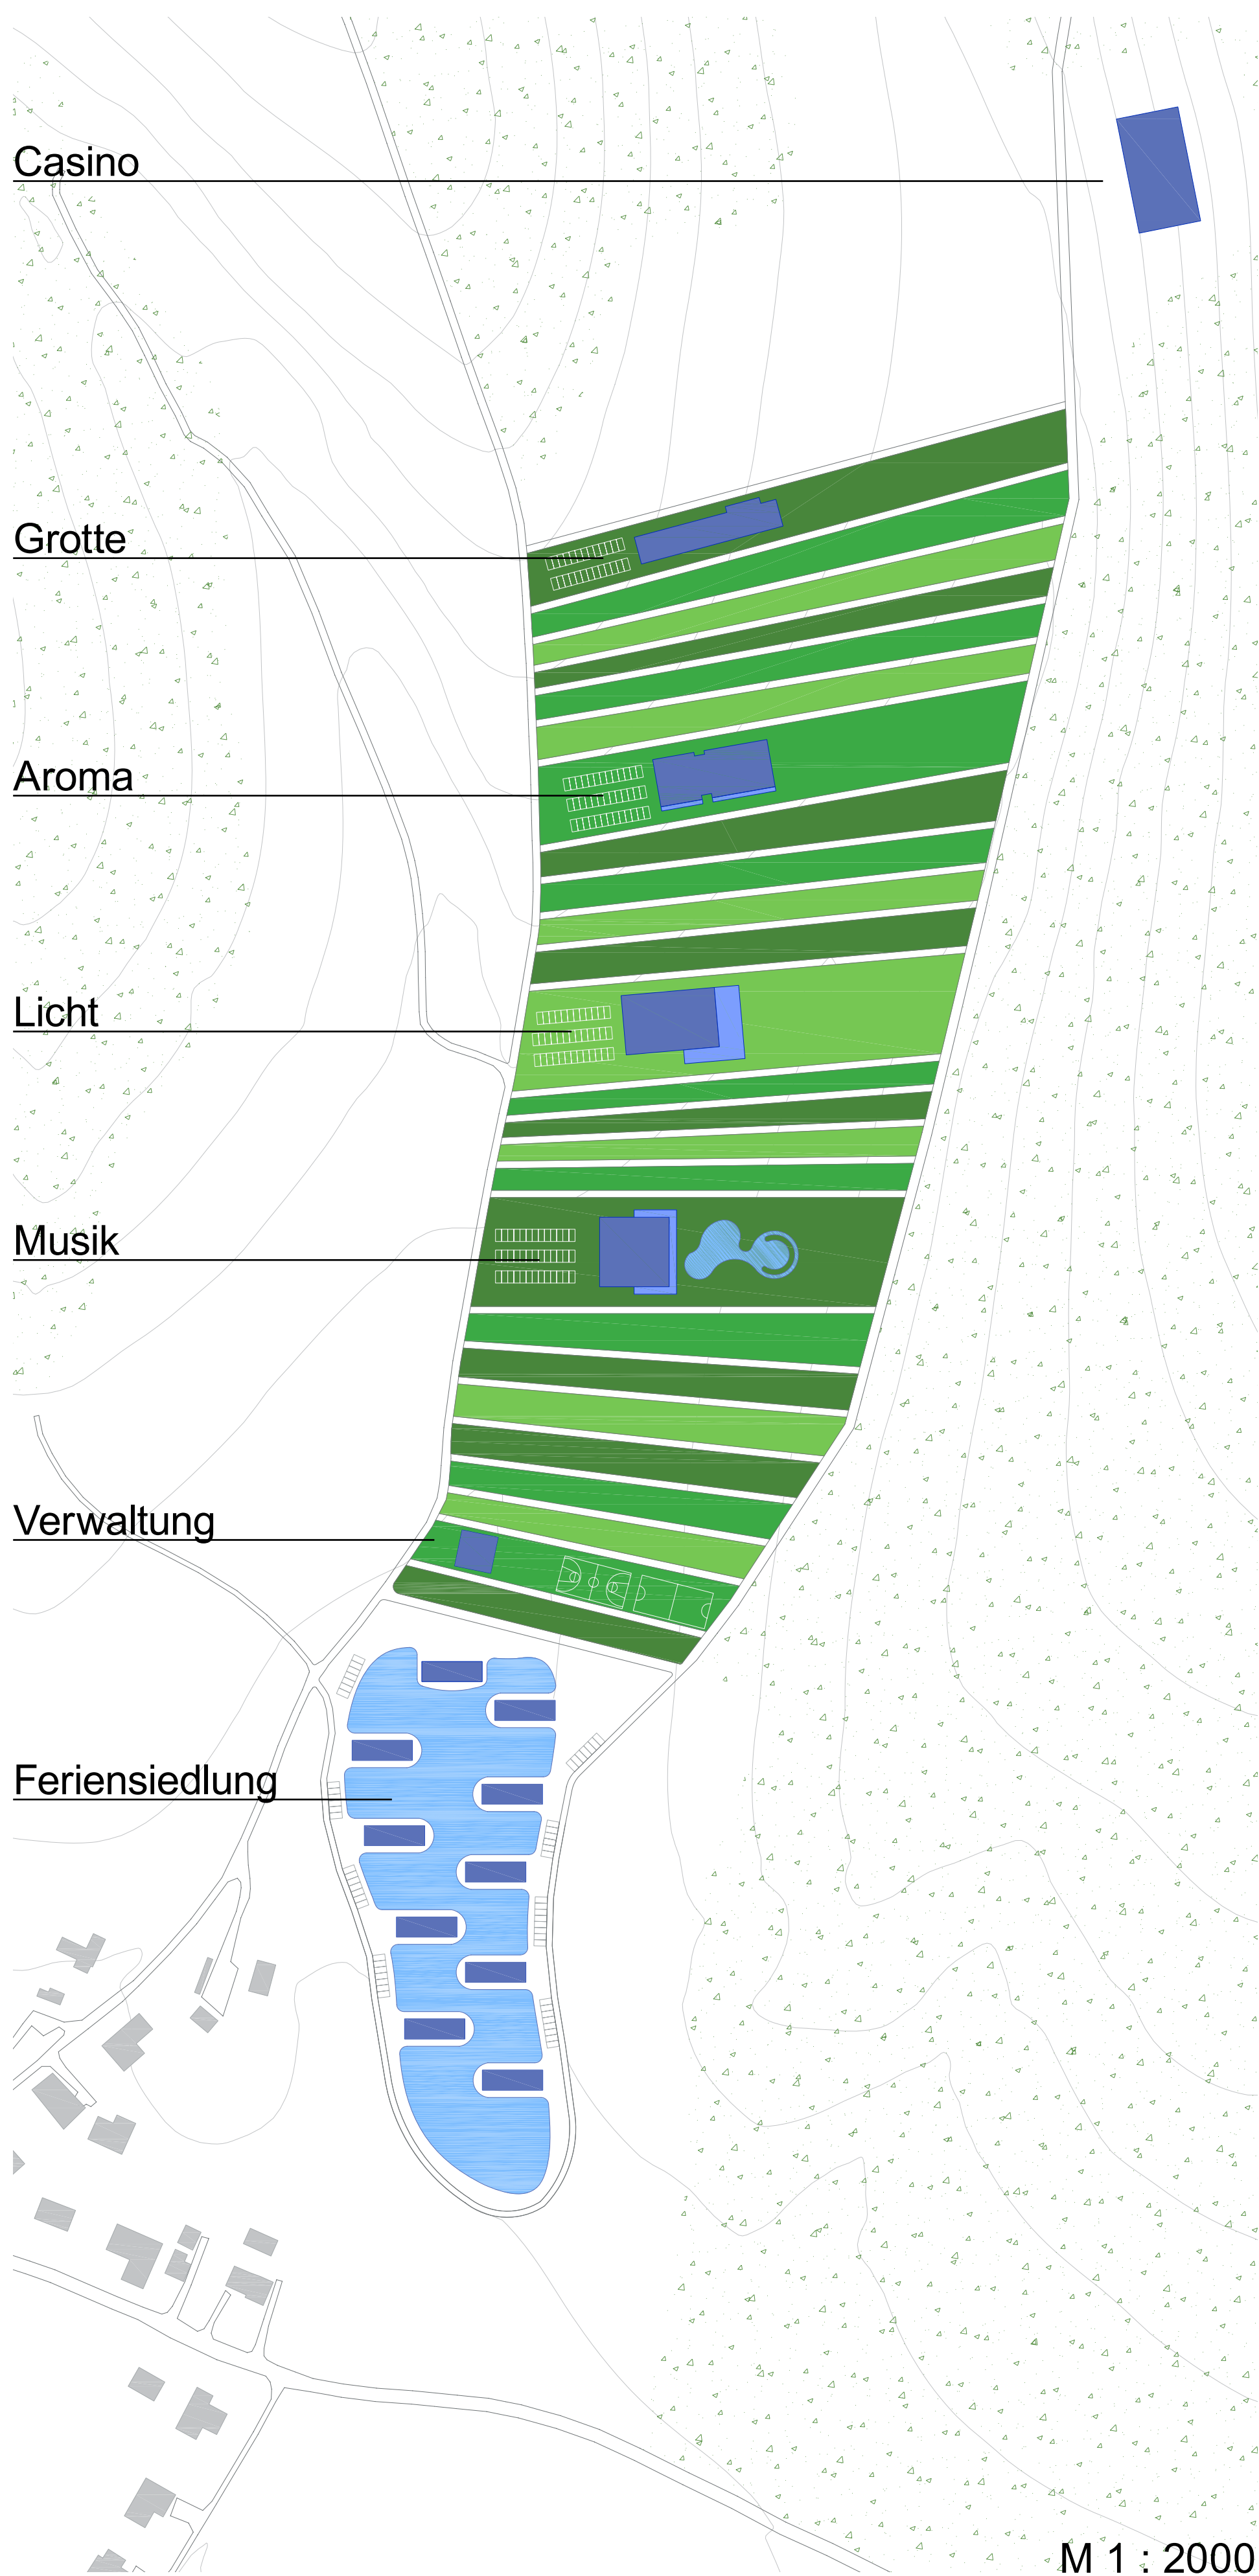 Casino
Grotte
Aroma
Licht
Musik
Verwaltung
Feriensiedlung
M 1 : 2000